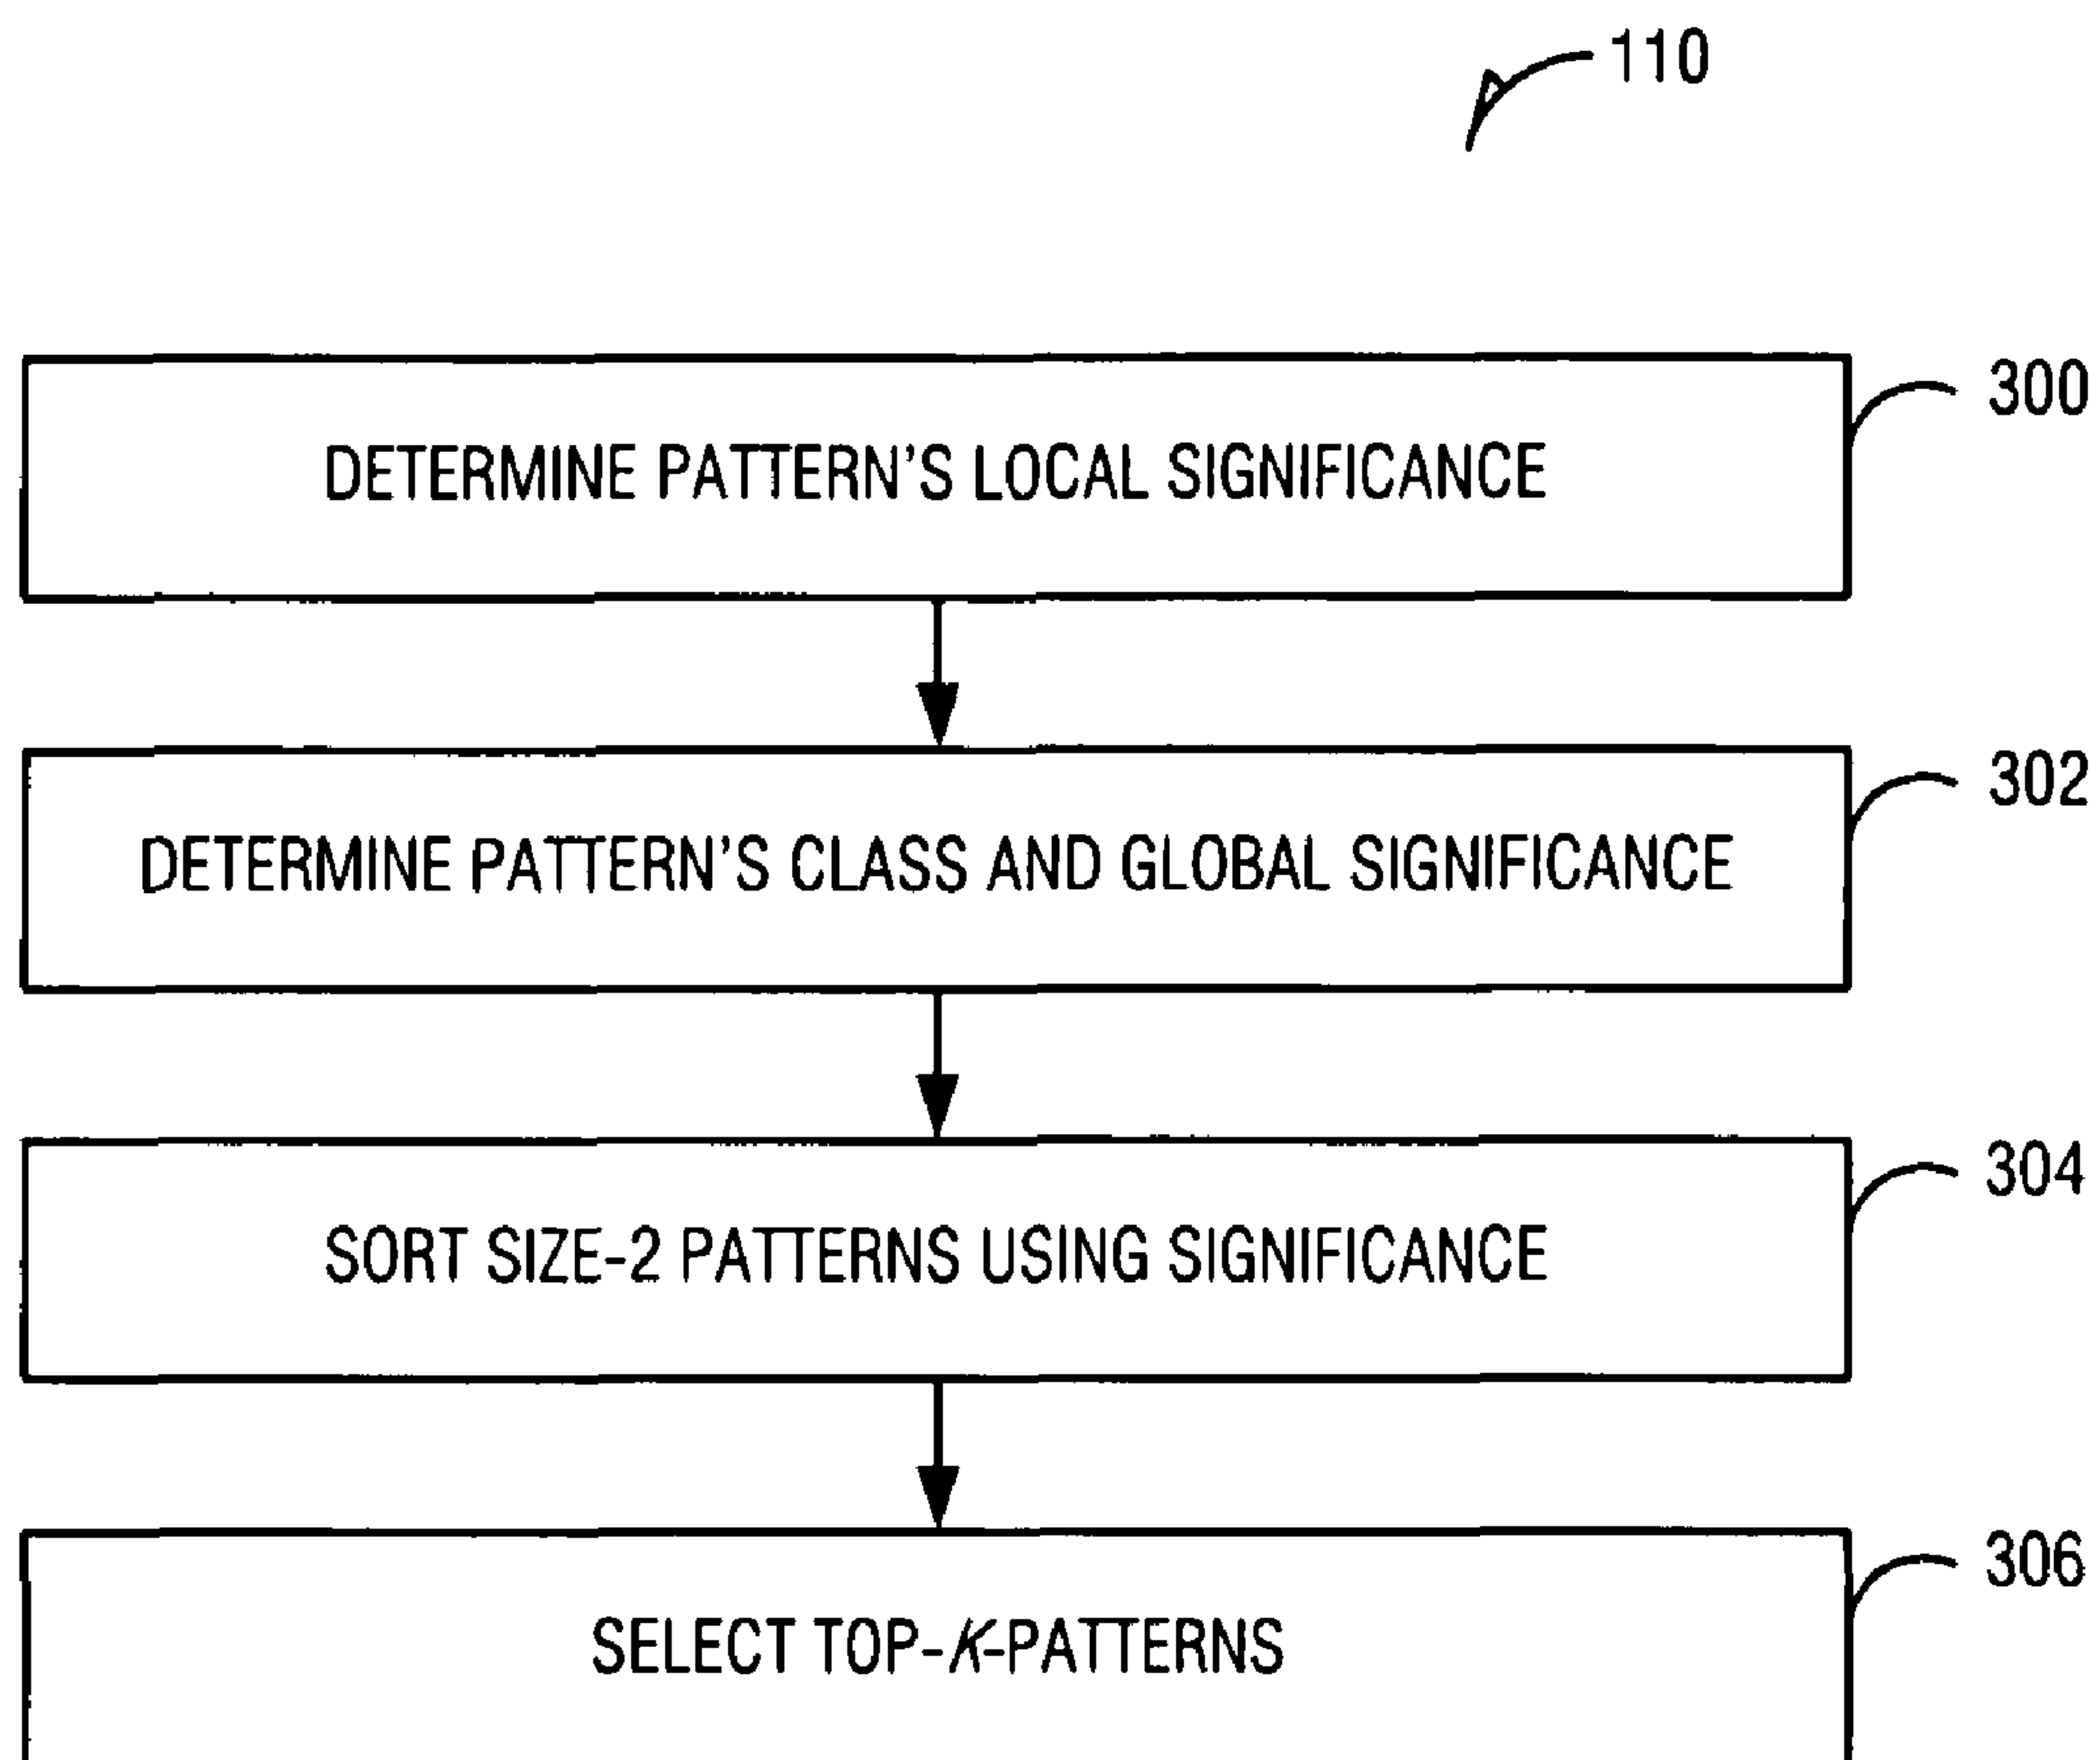 110
300
DETERMINE PATTERN'S LOCAL SIGNIFICANCE
302
DETERMINE PATTERN'S CLASS AND GLOBAL SIGNIFICANCE
304
SORT SIZE-2 PATTERNS USING SIGNIFICANCE
306
SELECT TOP-K-PATTERNS